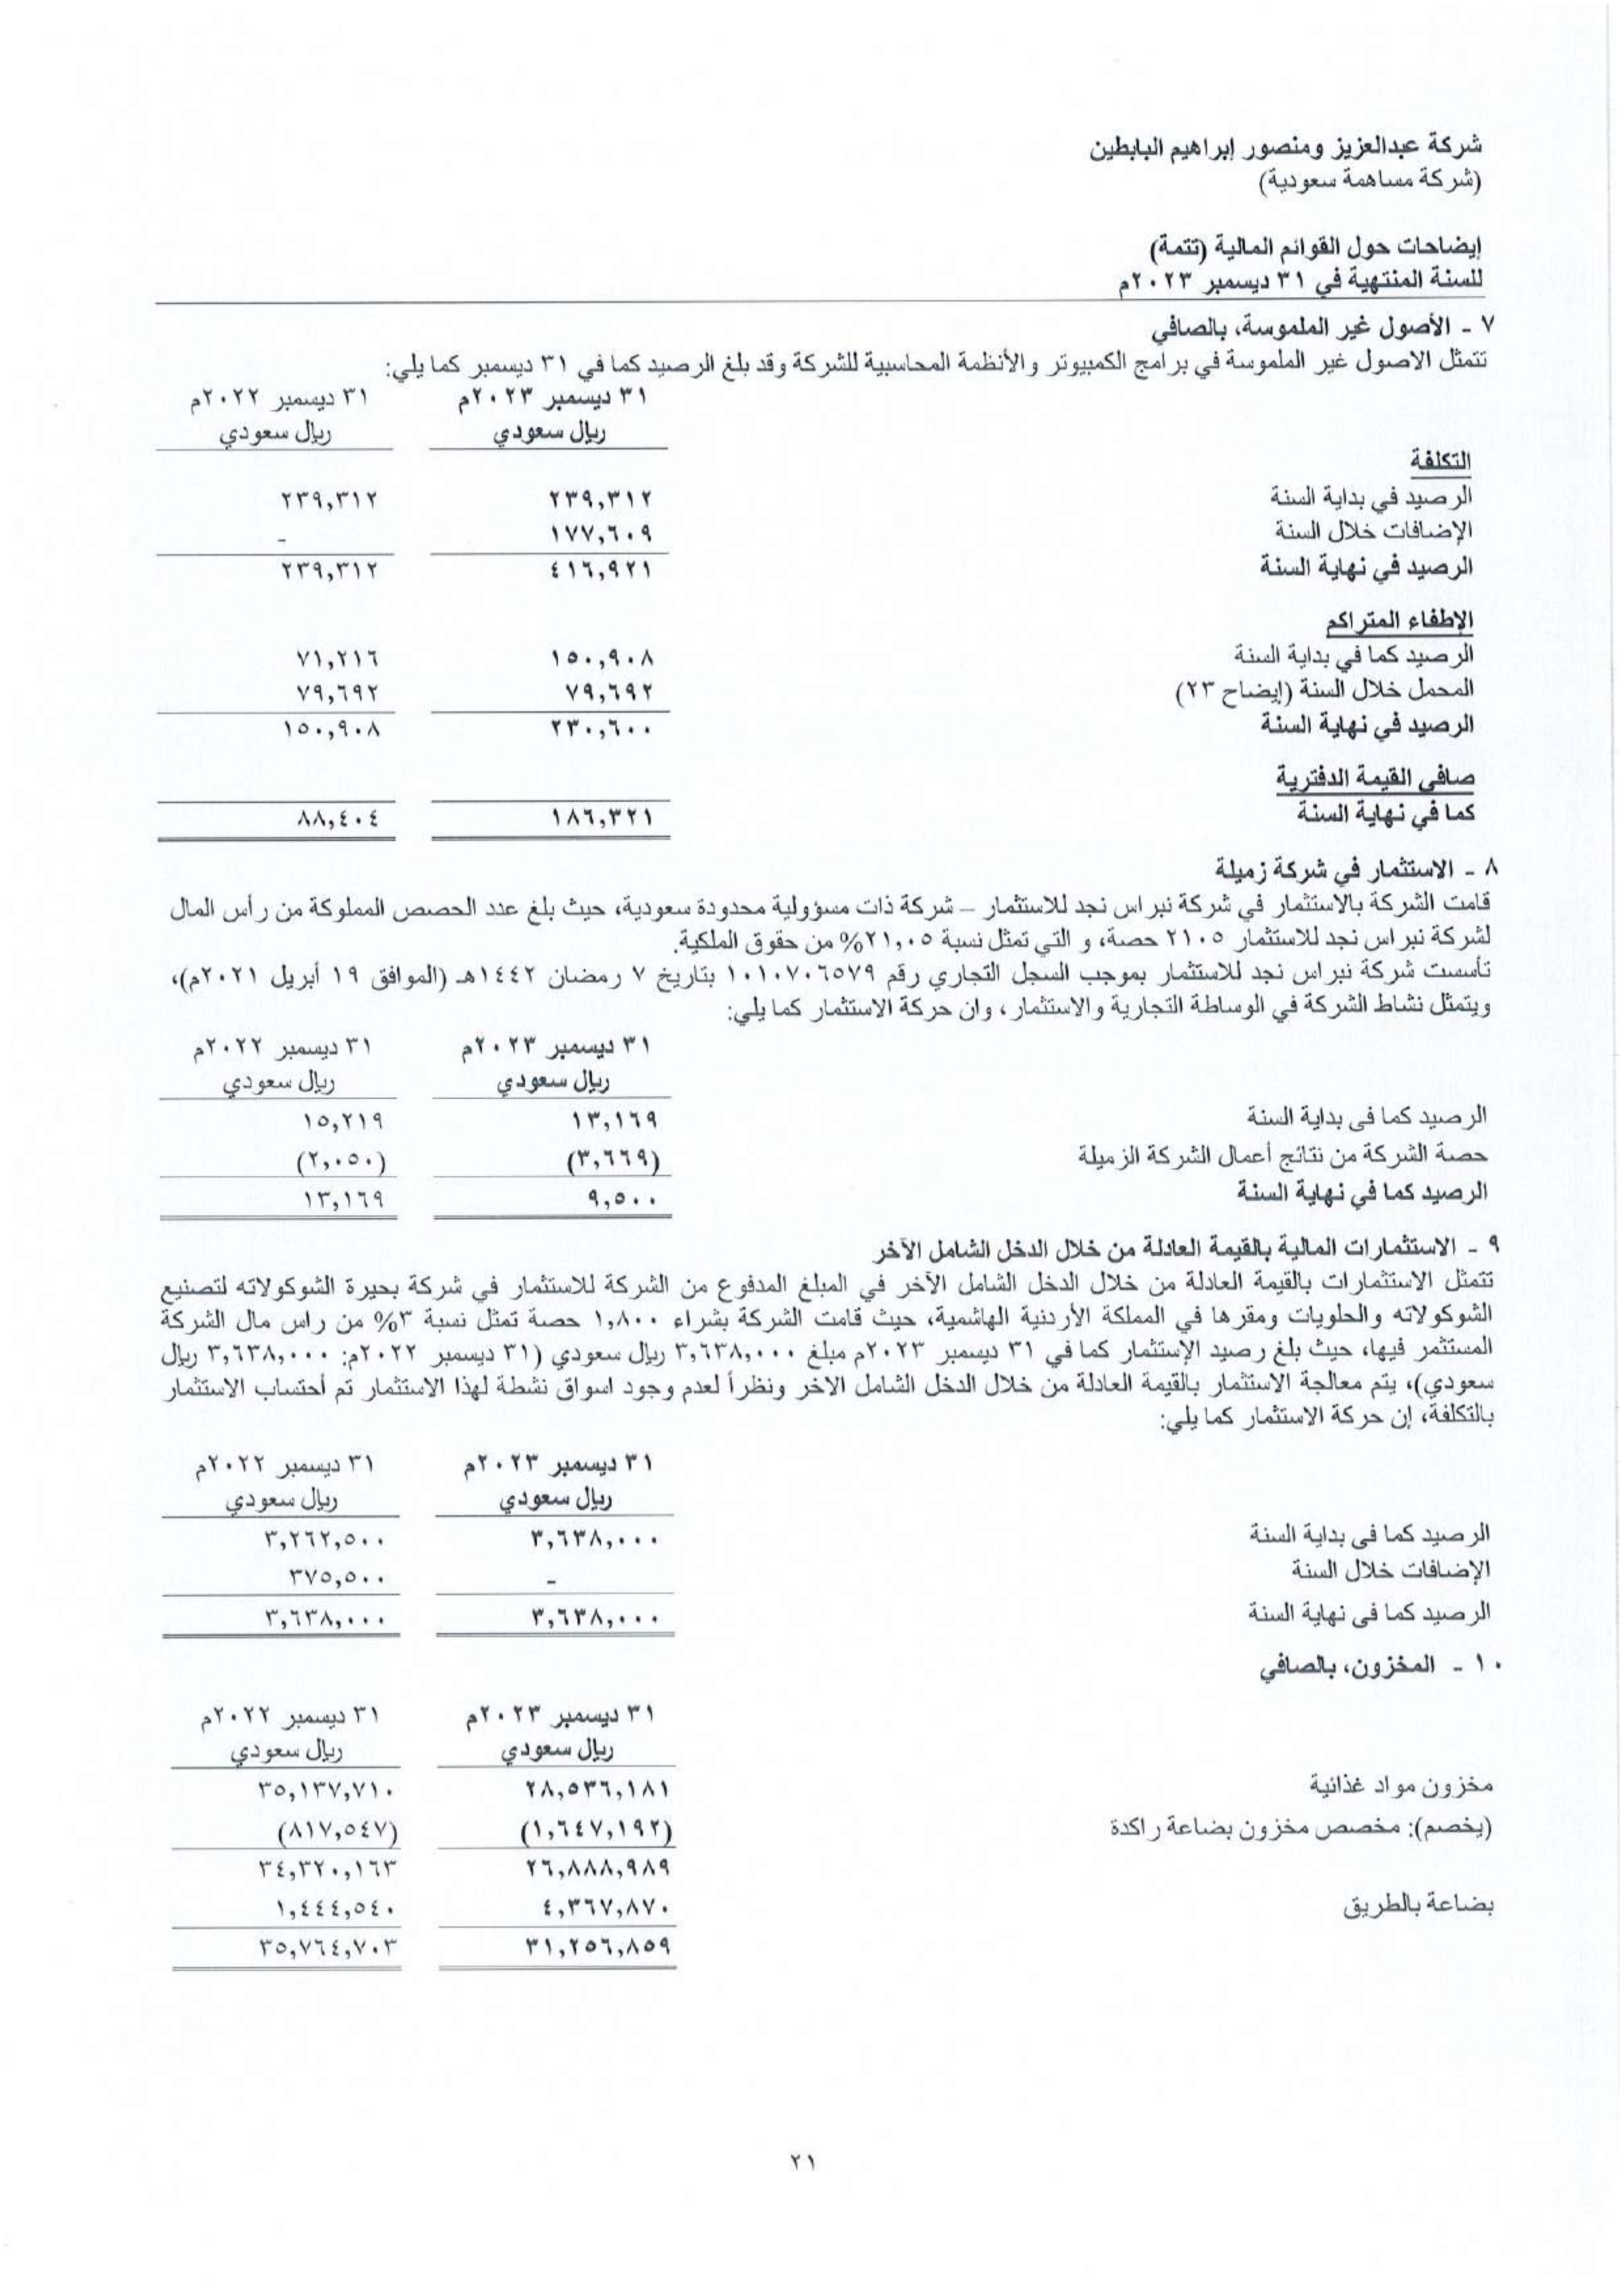 شركة عبدالعزيز ومنصور إبراهيم البابطين
(شركة مساهمة سعودية)
إيضاحات حول القوائم المالية (تتمة)
للسنة المنتهية في ٣١ ديسمبر ٢٠٢٣م
٧ - الأصول غير الملموسة، بالصافي
تتمثل الاصول غير الملموسة في برامج الكمبيوتر والأنظمة المحاسبية للشركة وقد بلغ الرصيد كما في ٣١ ديسمبر كما يلي:
٣١ ديسمبر ٢٠٢٣م ٣١ ديسمبر ٢٠٢٢م
ريال سعودي ريال سعودي
التكلفة
الرصيد في بداية السنة ٢٣٩,٣١٢ ٢٣٩,٣١٢
الإضافات خلال السنة ١٧٧,٦٠٩ -
الرصيد في نهاية السنة ٤١٦,٩٢١ ٢٣٩,٣١٢
الإطفاء المتراكم
الرصيد كما في بداية السنة ١٥٠,٩٠٨ ٧١,٢١٦
المحمل خلال السنة (إيضاح ٢٣) ٧٩,٦٩٢ ٧٩,٦٩٢
الرصيد في نهاية السنة ٢٣٠,٦٠٠ ١٥٠,٩٠٨
صافي القيمة الدفترية
كما في نهاية السنة ١٨٦,٣٢١ ٨٨,٤٠٤
٨ - الاستثمار في شركة زميلة
قامت الشركة بالاستثمار في شركة نبراس نجد للاستثمار – شركة ذات مسؤولية محدودة سعودية، حيث بلغ عدد الحصص المملوكة من رأس المال
لشركة نبراس نجد للاستثمار ٢١٠٥ حصة، و التي تمثل نسبة ٢١,٠٥% من حقوق الملكية.
تأسست شركة نبراس نجد للاستثمار بموجب السجل التجاري رقم ١٠١٠٧٠٦٥٧٩ بتاريخ ٧ رمضان ١٤٤٢هـ (الموافق ١٩ أبريل ٢٠٢١م)،
ويتمثل نشاط الشركة في الوساطة التجارية والاستثمار، وان حركة الاستثمار كما يلي:
٣١ ديسمبر ٢٠٢٣م ٣١ ديسمبر ٢٠٢٢م
ريال سعودي ريال سعودي
الرصيد كما فى بداية السنة ١٣,١٦٩ ١٥,٢١٩
حصة الشركة من نتائج أعمال الشركة الزميلة (٣,٦٦٩) (٢,٠٥٠)
الرصيد كما في نهاية السنة ٩,٥٠٠ ١٣,١٦٩
٩ - الاستثمارات المالية بالقيمة العادلة من خلال الدخل الشامل الآخر
تتمثل الاستثمارات بالقيمة العادلة من خلال الدخل الشامل الآخر في المبلغ المدفوع من الشركة للاستثمار في شركة بحيرة الشوكولاته لتصنيع
الشوكولاته والحلويات ومقرها في المملكة الأردنية الهاشمية، حيث قامت الشركة بشراء ١,٨٠٠ حصة تمثل نسبة ٣% من راس مال الشركة
المستثمر فيها، حيث بلغ رصيد الإستثمار كما في ٣١ ديسمبر ٢٠٢٣م مبلغ ٣,٦٣٨,٠٠٠ ريال سعودي (٣١ ديسمبر ٢٠٢٢م: ٣,٦٣٨,٠٠٠ ريال
سعودي)، يتم معالجة الاستثمار بالقيمة العادلة من خلال الدخل الشامل الاخر ونظراً لعدم وجود اسواق نشطة لهذا الاستثمار تم أحتساب الاستثمار
بالتكلفة، إن حركة الاستثمار كما يلي:
٣١ ديسمبر ٢٠٢٣م ٣١ ديسمبر ٢٠٢٢م
ريال سعودي ريال سعودي
الرصيد كما فى بداية السنة ٣,٦٣٨,٠٠٠ ٣,٢٦٢,٥٠٠
الإضافات خلال السنة - ٣٧٥,٥٠٠
الرصيد كما فى نهاية السنة ٣,٦٣٨,٠٠٠ ٣,٦٣٨,٠٠٠
١٠ - المخزون، بالصافي
٣١ ديسمبر ٢٠٢٣م ٣١ ديسمبر ٢٠٢٢م
ريال سعودي ريال سعودي
مخزون مواد غذائية ٢٨,٥٣٦,١٨١ ٣٥,١٣٧,٧١٠
(يخصم): مخصص مخزون بضاعة راكدة (١,٦٤٧,١٩٢) (٨١٧,٥٤٧)
٢٦,٨٨٨,٩٨٩ ٣٤,٣٢٠,١٦٣
بضاعة بالطريق ٤,٣٦٧,٨٧٠ ١,٤٤٤,٥٤٠
٣١,٢٥٦,٨٥٩ ٣٥,٧٦٤,٧٠٣
٢١